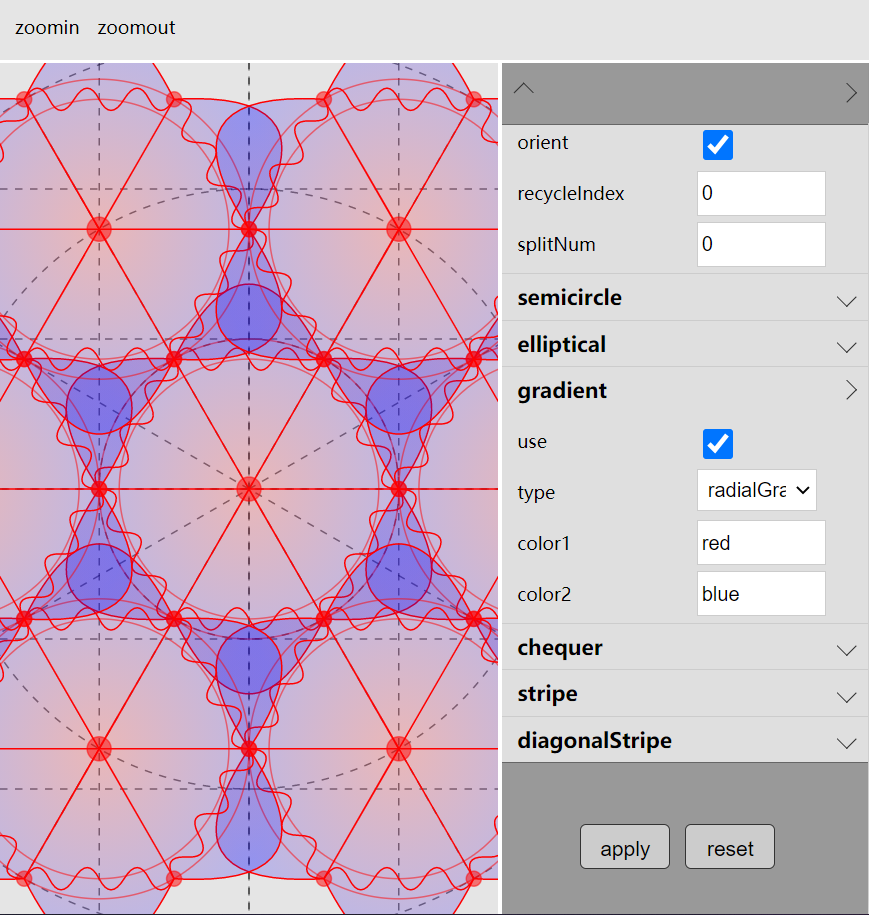 zoomin zoomout
orient
recycleIndex 0
splitNum 0
semicircle
elliptical
gradient
use
type radialGra
color1 red
color2 blue
chequer
stripe
diagonalStripe
apply reset